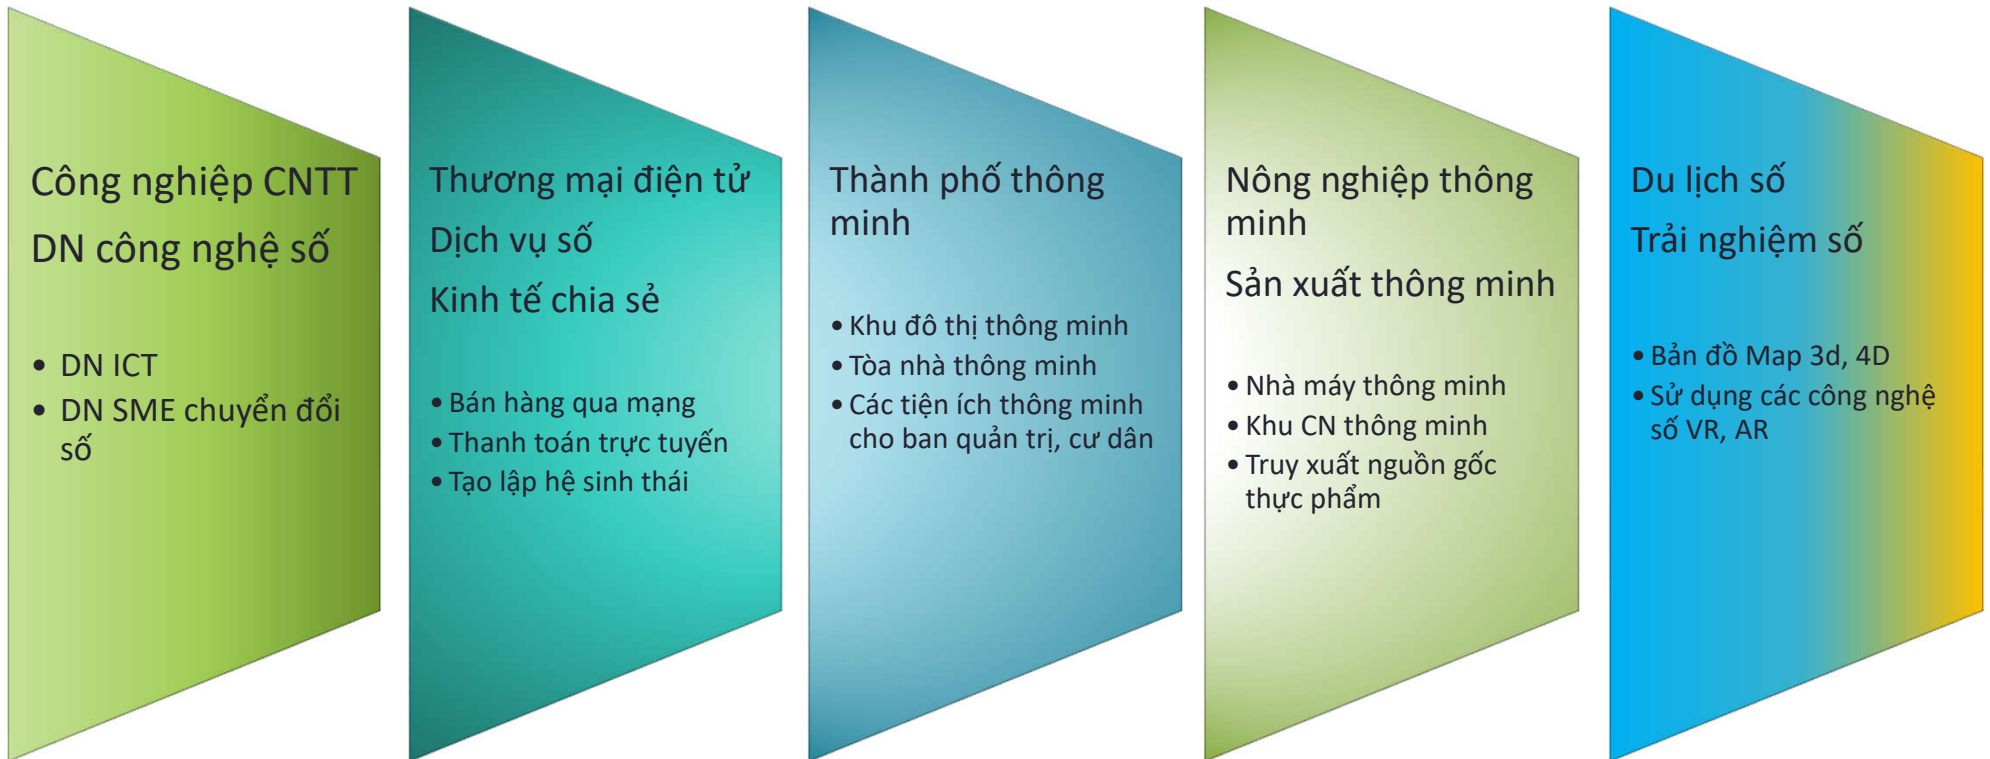 Công nghiệp CNTT
DN công nghệ số
• DN ICT
• DN SME chuyển đổi
số
Thương mại điện tử
Dịch vụ số
Kinh tế chia sẻ
• Bán hàng qua mạng
• Thanh toán trực tuyến
• Tạo lập hệ sinh thái
Thành phố thông
minh
• Khu đô thị thông minh
• Tòa nhà thông minh
• Các tiện ích thông minh
cho ban quản trị, cư dân
Nông nghiệp thông
minh
Sản xuất thông minh
• Nhà máy thông minh
• Khu CN thông minh
• Truy xuất nguồn gốc
thực phẩm
Du lịch số
Trải nghiệm số
• Bản đồ Map 3d, 4D
• Sử dụng các công nghệ
số VR, AR